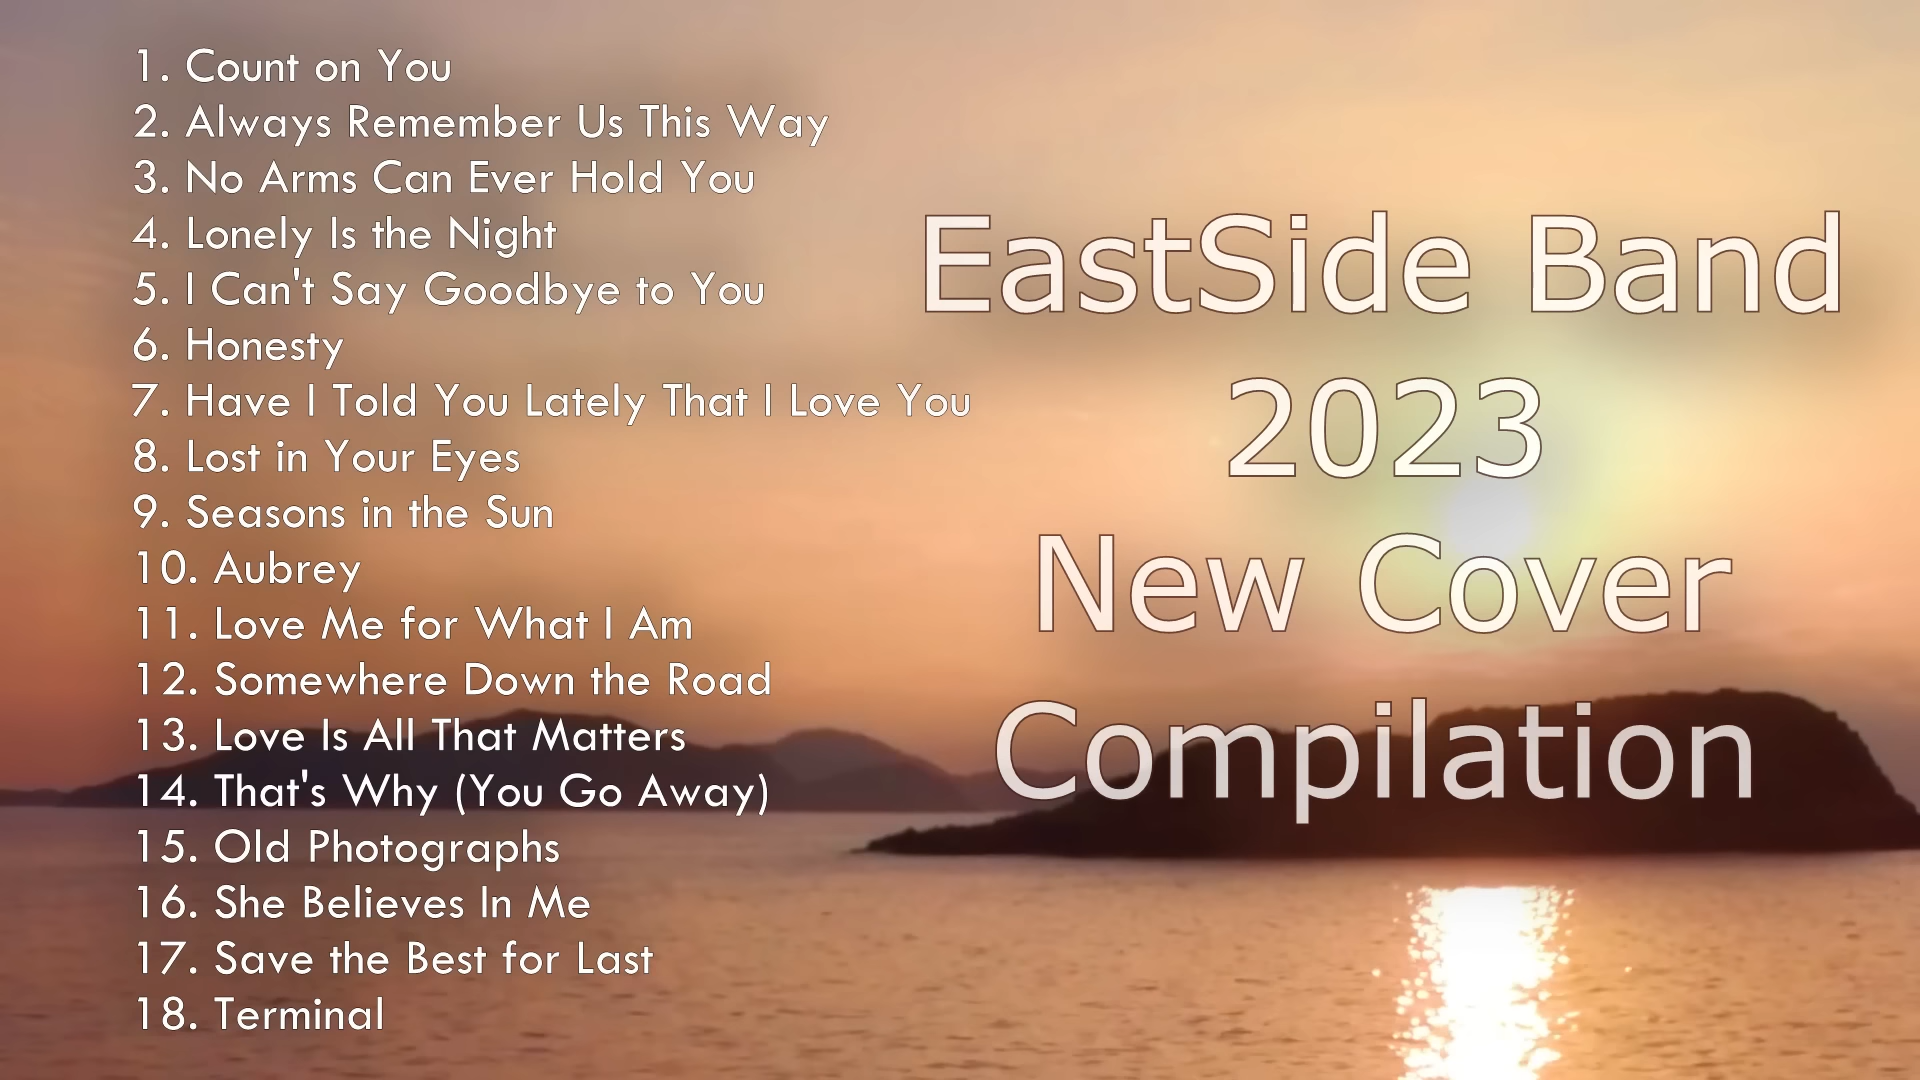 1. Count on You
2. Always Remember Us This Way
3. No Arms Can Ever Hold You
4. Lonely Is the Night
5. I Can't Say Goodbye to You
6. Honesty
7. Have I Told You Lately That I Love You
8. Lost in Your Eyes
9. Seasons in the Sun
10. Aubrey
11. Love Me for What I Am
12. Somewhere Down the Road
13. Love Is All That Matters
14. That's Why (You Go Away)
15. Old Photographs
16. She Believes In Me
17. Save the Best for Last
18. Terminal
EastSide Band
2023
New Cover
Compilation